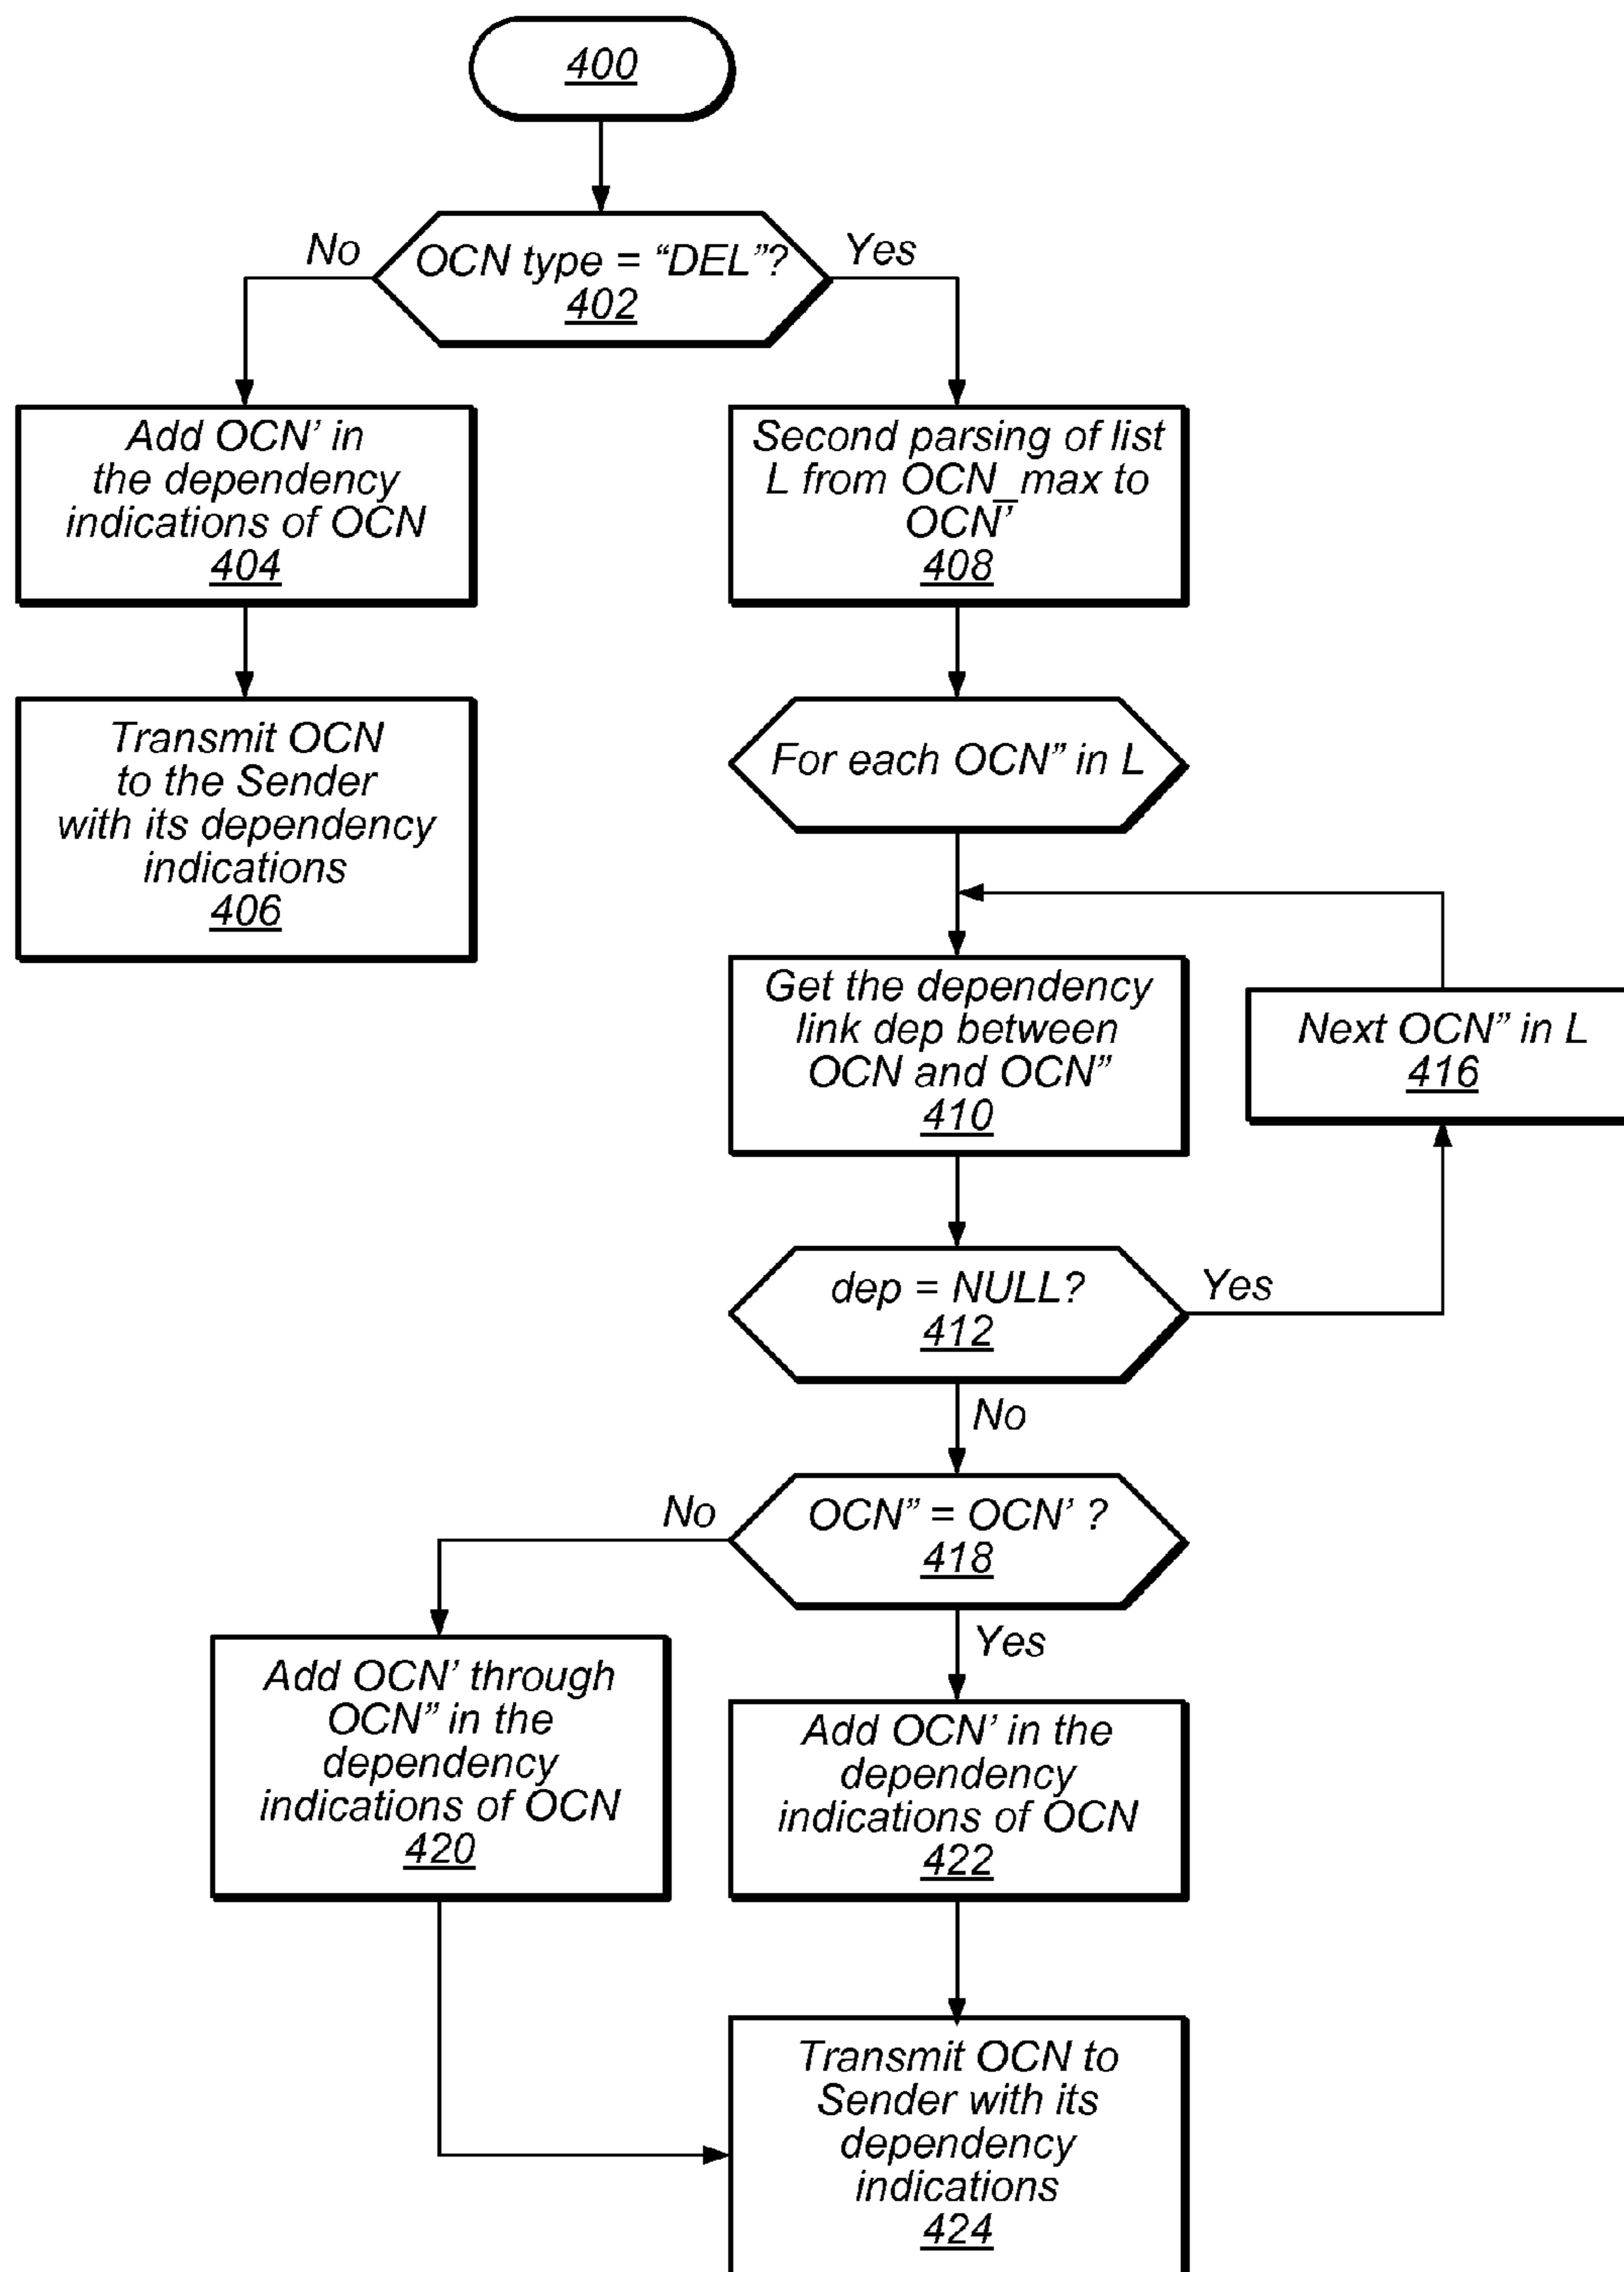 400
OCN type = “DEL”?
402
No
Yes
Add OCN’ in
the dependency
indications of OCN
404
Second parsing of list
L from OCN_max to
OCN’
408
Transmit OCN
to the Sender
with its dependency
indications
406
For each OCN” in L
Get the dependency
link dep between
OCN and OCN”
410
Next OCN” in L
416
dep = NULL?
412
Yes
No
OCN” = OCN’ ?
418
No
Yes
Add OCN’ through
OCN” in the
dependency
indications of OCN
420
Add OCN’ in the
dependency
indications of OCN
422
Transmit OCN to
Sender with its
dependency
indications
424